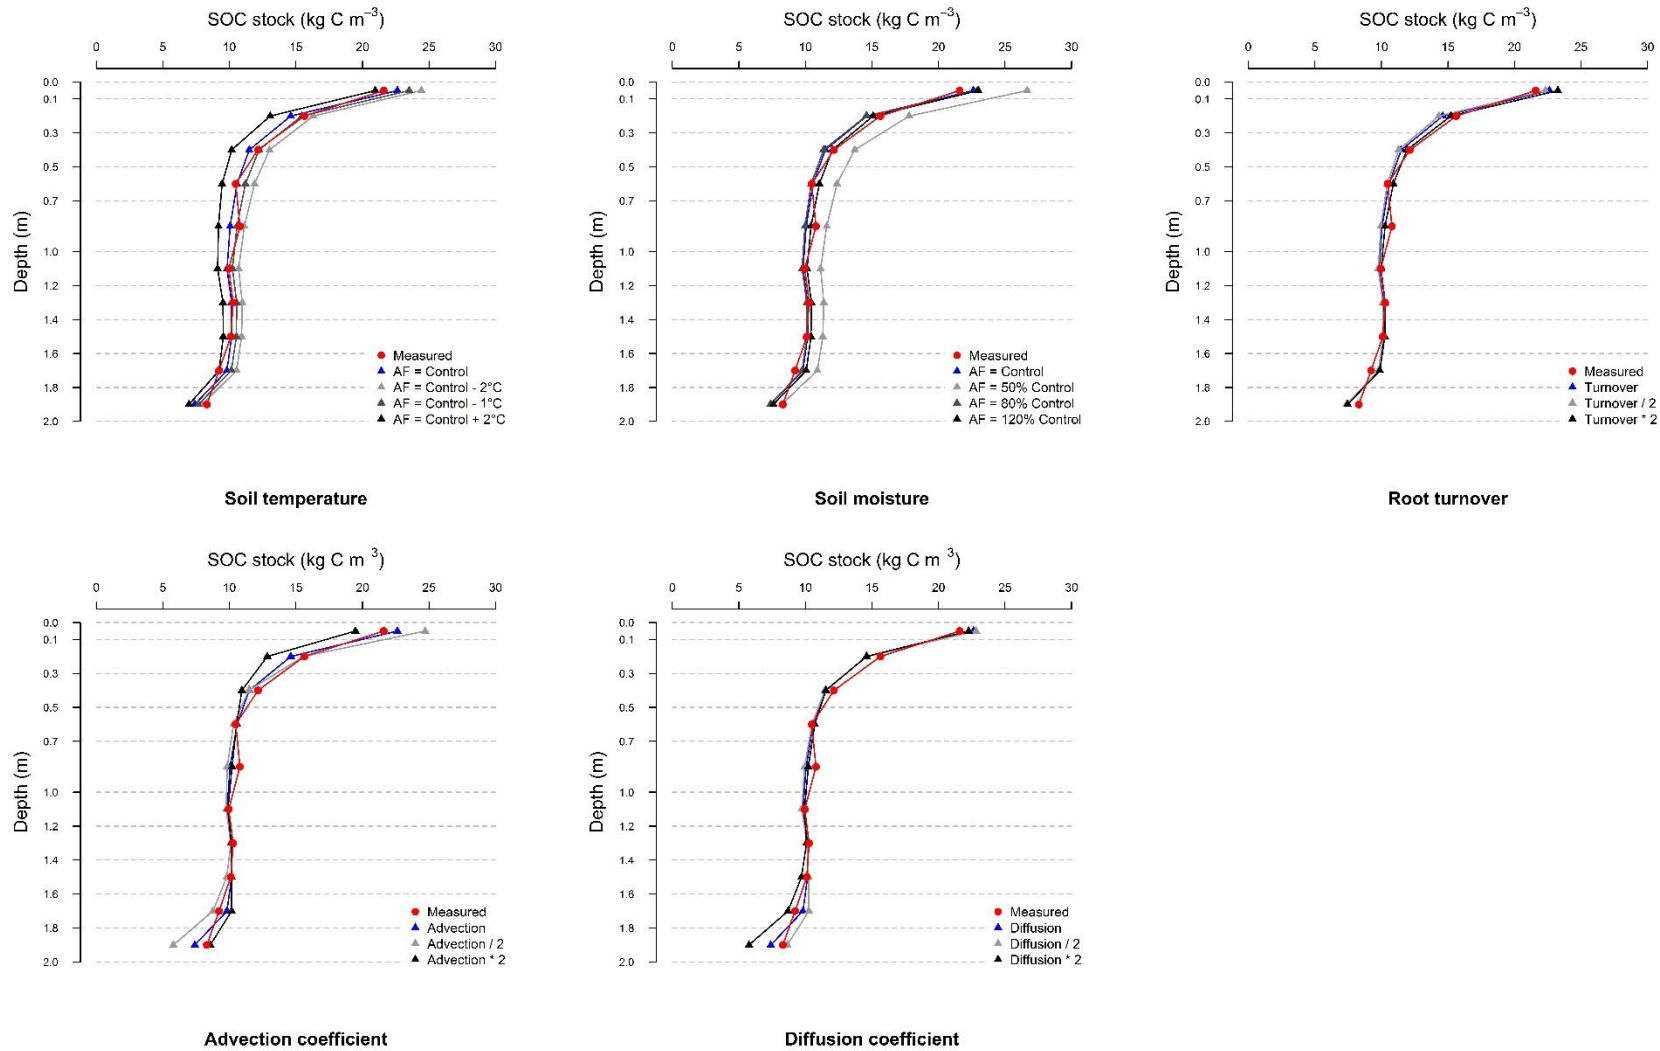 SOC stock (kg C m⁻³)
0 5 10 15 20 25 30
0.0
0.1
0.3
0.5
0.7
1.0
1.2
1.4
1.6
1.8
2.0
Depth (m)
Measured
AF = Control
AF = Control - 2°C
AF = Control - 1°C
AF = Control + 2°C
Soil temperature
SOC stock (kg C m⁻³)
0 5 10 15 20 25 30
0.0
0.1
0.3
0.5
0.7
1.0
1.2
1.4
1.6
1.8
2.0
Depth (m)
Measured
AF = Control
AF = 50% Control
AF = 80% Control
AF = 120% Control
Soil moisture
SOC stock (kg C m⁻³)
0 5 10 15 20 25 30
0.0
0.1
0.3
0.5
0.7
1.0
1.2
1.4
1.6
1.8
2.0
Depth (m)
Measured
Turnover
Turnover / 2
Turnover * 2
Root turnover
SOC stock (kg C m⁻³)
0 5 10 15 20 25 30
0.0
0.1
0.3
0.5
0.7
1.0
1.2
1.4
1.6
1.8
2.0
Depth (m)
Measured
Advection
Advection / 2
Advection * 2
Advection coefficient
SOC stock (kg C m⁻³)
0 5 10 15 20 25 30
0.0
0.1
0.3
0.5
0.7
1.0
1.2
1.4
1.6
1.8
2.0
Depth (m)
Measured
Diffusion
Diffusion / 2
Diffusion * 2
Diffusion coefficient